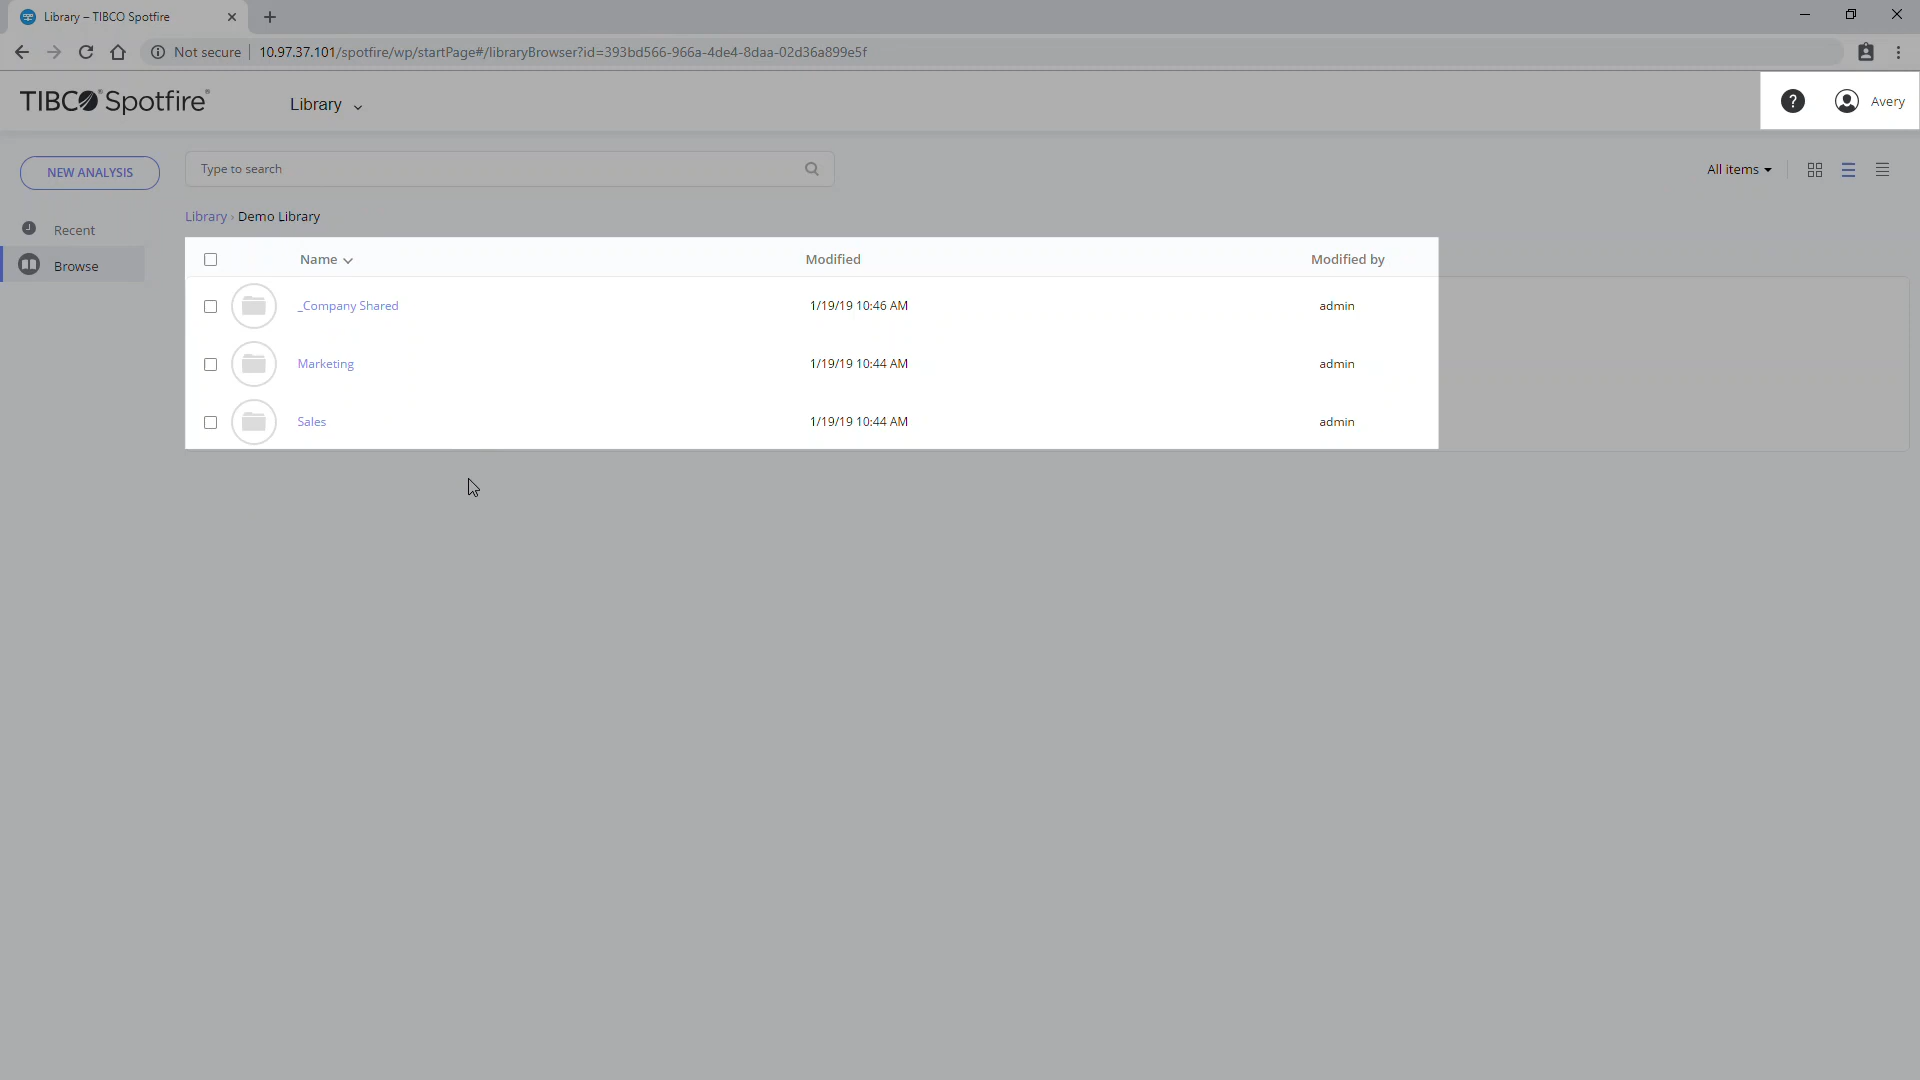 Library – TIBCO Spotfire
Not secure
10.97.37.101/spotfire/wp/startPage#/libraryBrowser?id=393bd566-966a-4de4-8daa-02d36a899e5f
TIBCO® Spotfire®
Library
?
Avery
NEW ANALYSIS
Type to search
All items
Library › Demo Library
Recent
Browse
Name
Modified
Modified by
_Company Shared
1/19/19 10:46 AM
admin
Marketing
1/19/19 10:44 AM
admin
Sales
1/19/19 10:44 AM
admin